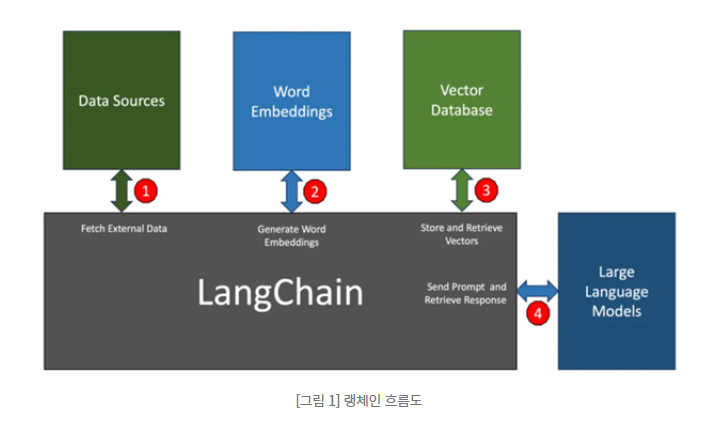 Data Sources
Word
Embeddings
Vector
Database
1
2
3
Fetch External Data
Generate Word
Embeddings
Store and Retrieve
Vectors
LangChain
Send Prompt and
Retrieve Response
4
Large
Language
Models
[그림 1] 랭체인 흐름도